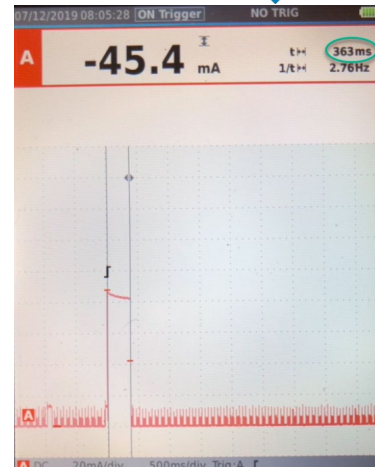 07/12/2019 08:05:28 ON Trigger NO TRIG
A -45.4 mA
t 363ms
1/t 2.76Hz
A
A DC 20mA/div 500ms/div Trig:A